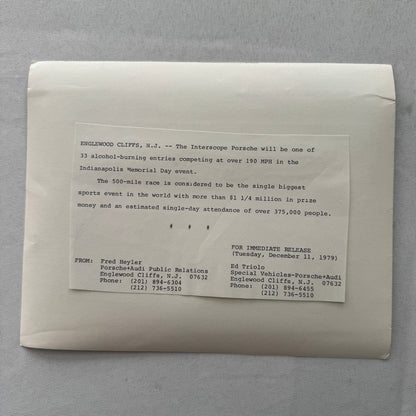 ENGLEWOOD CLIFFS, N.J. -- The Interscope Porsche will be one of
33 alcohol-burning entries competing at over 190 MPH in the
Indianapolis Memorial Day event.
The 500-mile race is considered to be the single biggest
sports event in the world with more than $1 1/4 million in prize
money and an estimated single-day attendance of over 375,000 people.
FOR IMMEDIATE RELEASE
(Tuesday, December 11, 1979)
FROM: Fred Heyler
Porsche+Audi Public Relations
Englewood Cliffs, N.J. 07632
Phone: (201) 894-6304
(212) 736-5510
Ed Triolo
Special Vehicles-Porsche+Audi
Englewood Cliffs, N.J. 07632
Phone: (201) 894-6455
(212) 736-5510